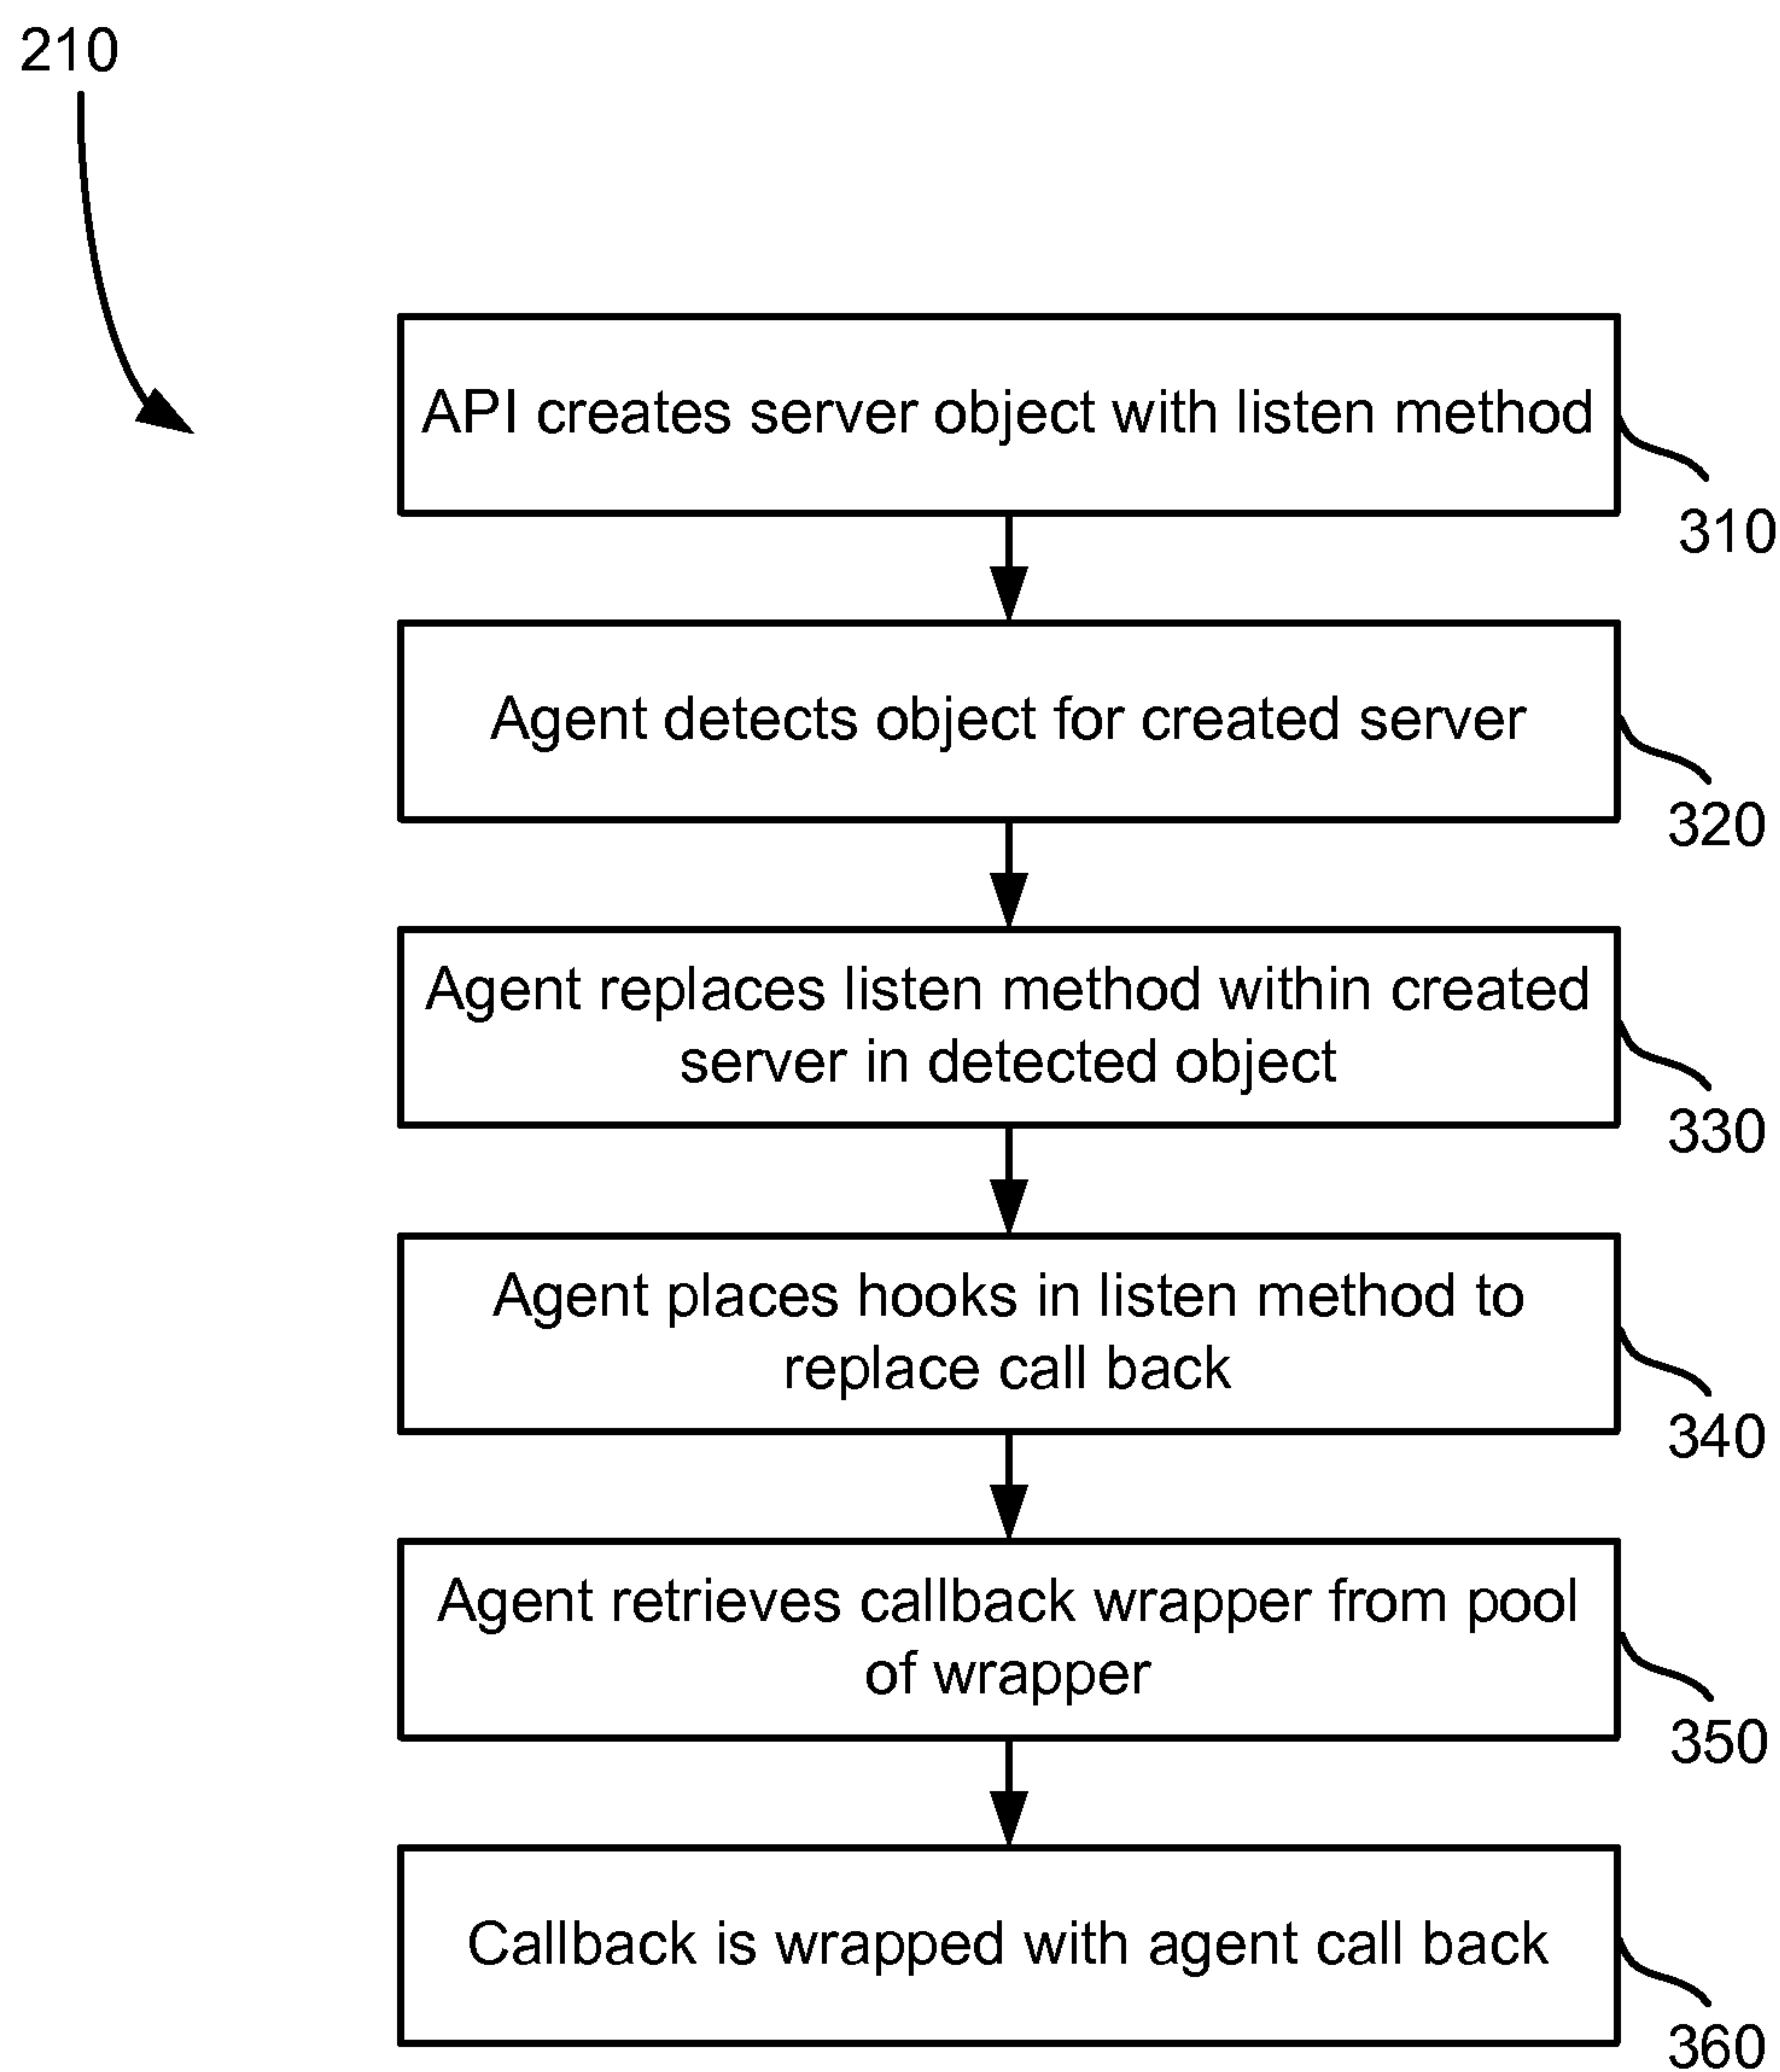 210
API creates server object with listen method
310
Agent detects object for created server
320
Agent replaces listen method within created
server in detected object
330
Agent places hooks in listen method to
replace call back
340
Agent retrieves callback wrapper from pool
of wrapper
350
Callback is wrapped with agent call back
360